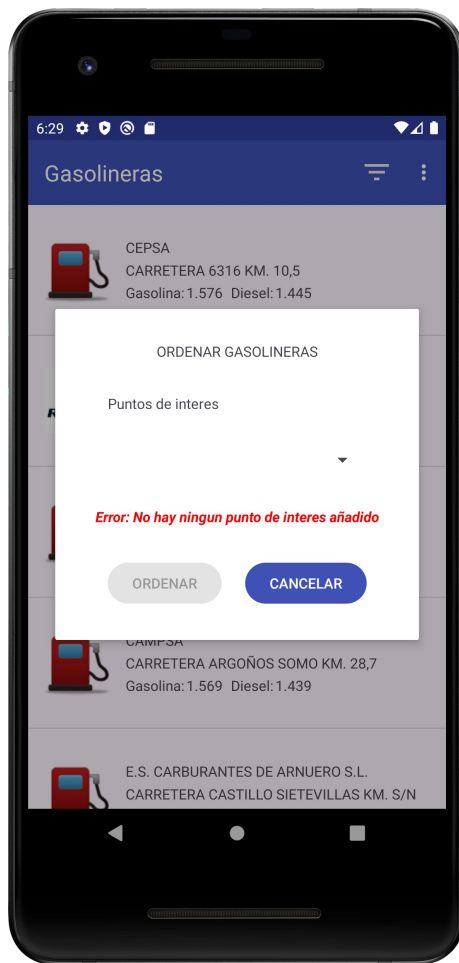 6:29
Gasolineras
CEPSA
CARRETERA 6316 KM. 10,5
Gasolina: 1.576 Diesel: 1.445
ORDENAR GASOLINERAS
Puntos de interes
Error: No hay ningun punto de interes añadido
ORDENAR CANCELAR
CAMPSA
CARRETERA ARGOÑOS SOMO KM. 28,7
Gasolina: 1.569 Diesel: 1.439
E.S. CARBURANTES DE ARNUERO S.L.
CARRETERA CASTILLO SIETEVILLAS KM. S/N